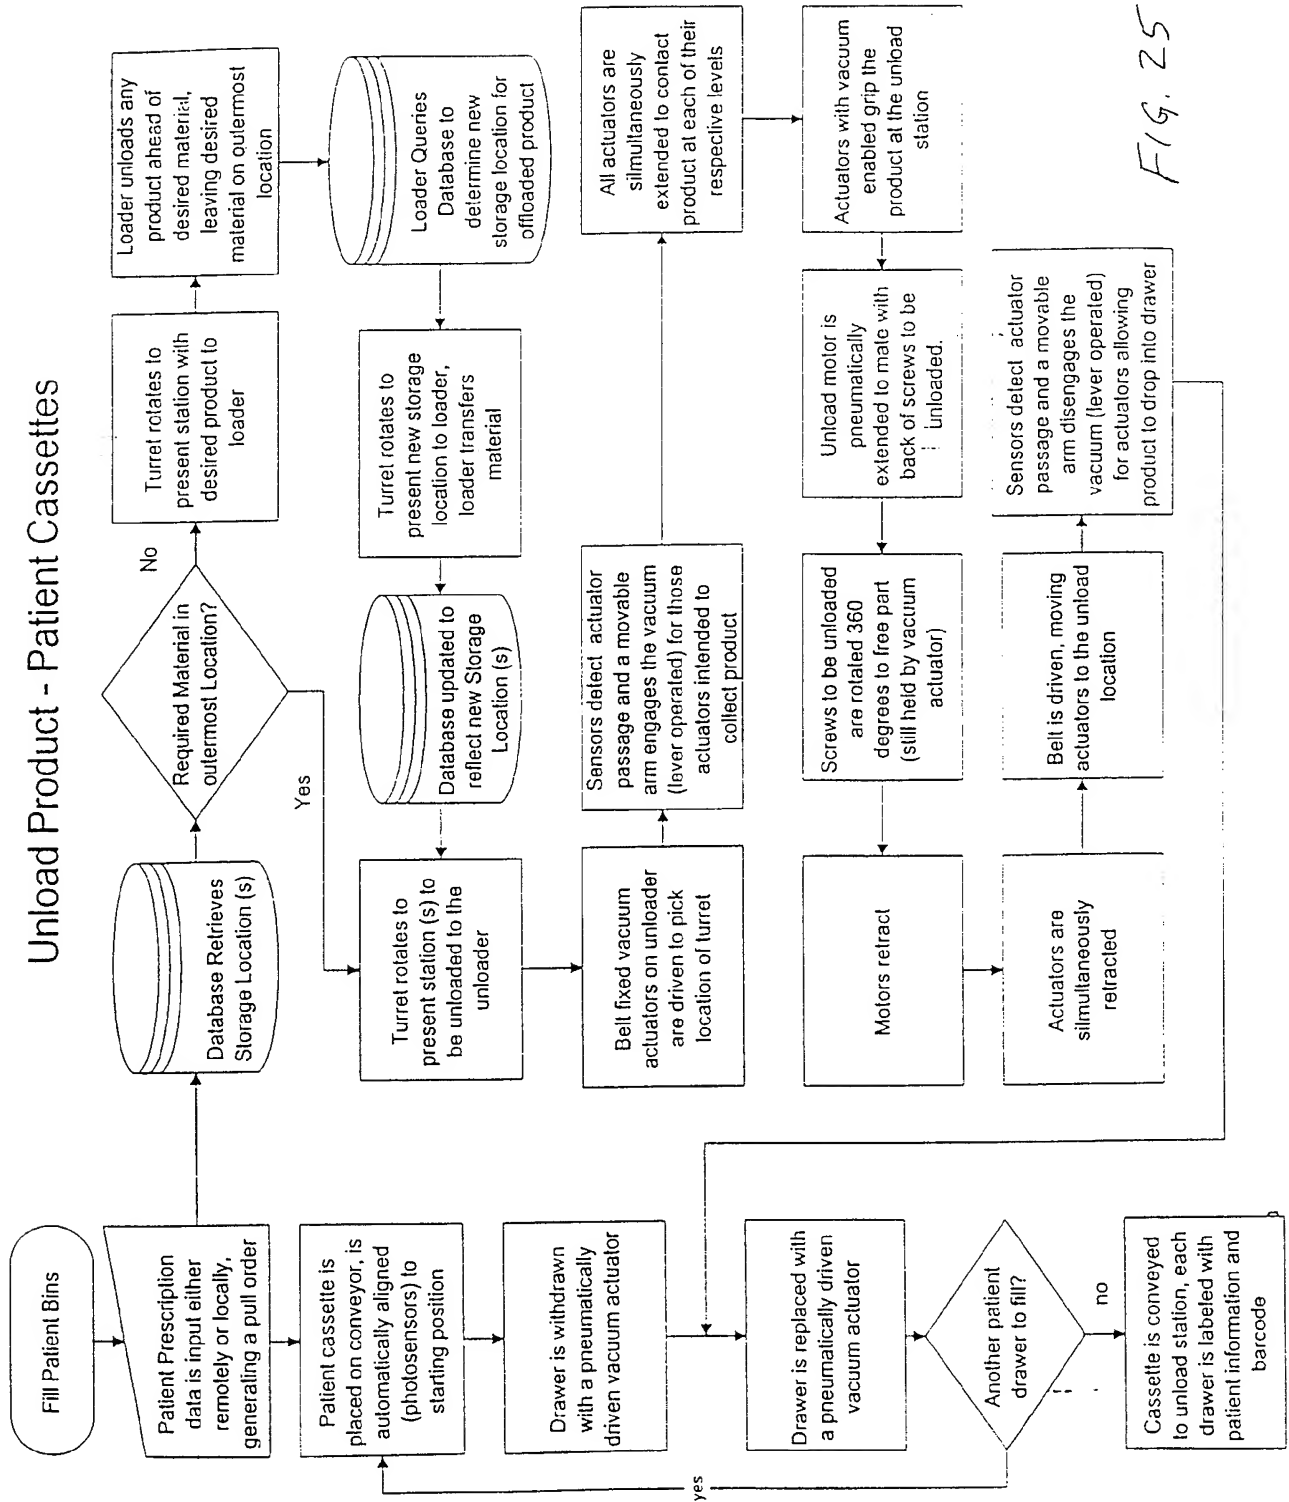 Unload Product - Patient Cassettes
Fill Patient Bins
Patient Prescription
data is input either
remotely or locally,
generating a pull order
Patient cassette is
placed on conveyor, is
automatically aligned
(photosensors) to
starting position
Drawer is withdrawn
with a pneumatically
driven vacuum actuator
Drawer is replaced with
a pneumatically driven
vacuum actuator
Another patient
drawer to fill?
yes
no
Cassette is conveyed
to unload station, each
drawer is labeled with
patient information and
barcode
Database Retrieves
Storage Location (s)
Required Material in
outermost Location?
No
Yes
Turret rotates to
present station with
desired product to
loader
Loader unloads any
product ahead of
desired material,
leaving desired
material on outermost
location
Loader Queries
Database to
determine new
storage location for
offloaded product
Turret rotates to
present new storage
location to loader,
loader transfers
material
Database updated to
reflect new Storage
Location (s)
Turret rotates to
present station (s) to
be unloaded to the
unloader
Belt fixed vacuum
actuators on unloader
are driven to pick
location of turret
Sensors detect actuator
passage and a movable
arm engages the vacuum
(lever operated) for those
actuators intended to
collect product
All actuators are
silmultaneously
extended to contact
product at each of their
respective levels
Actuators with vacuum
enabled grip the
product at the unload
station
Unload motor is
pneumatically
extended to mate with
back of screws to be
unloaded.
Screws to be unloaded
are rotaled 360
degrees to free part
(still held by vacuum
actuator)
Motors retract
Actuators are
silmultaneously
retracted
Belt is driven, moving
actuators to the unload
location
Sensors detect actuator
passage and a movable
arm disengages the
vacuum (lever operated)
for actuators allowing
product to drop into drawer
FIG. 25